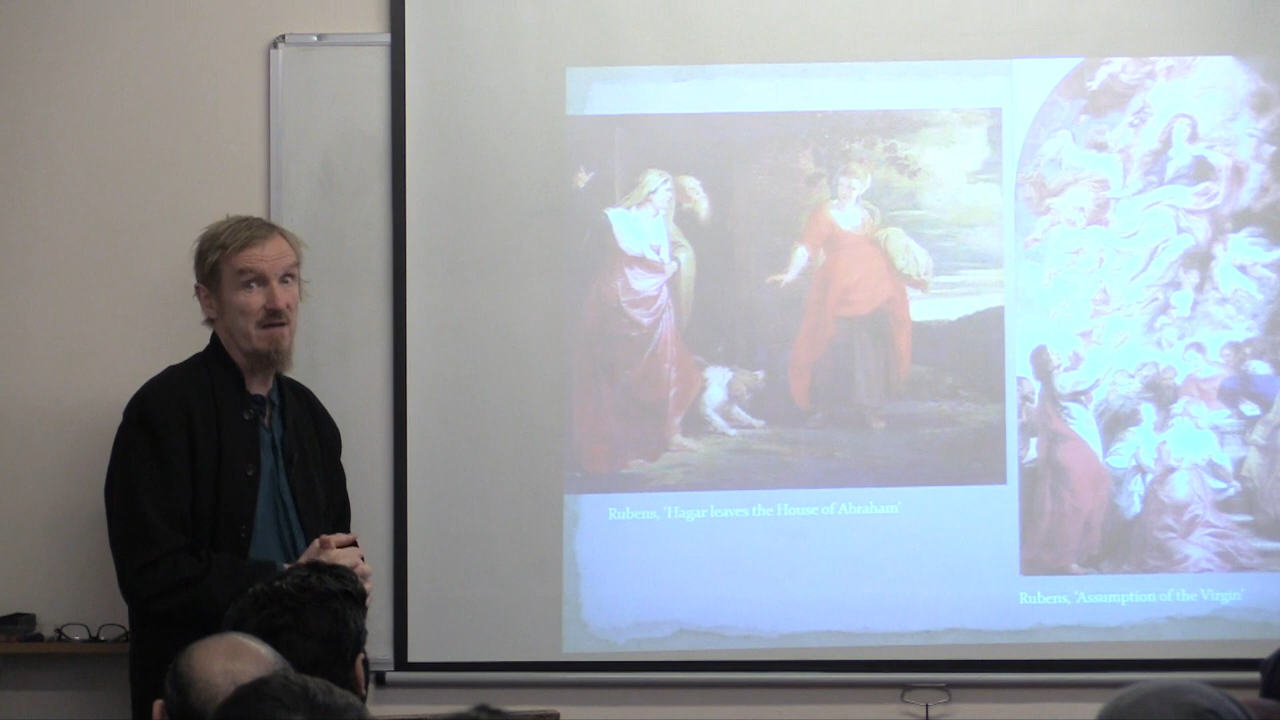 Rubens, 'Hagar leaves the House of Abraham'
Rubens, 'Assumption of the Virgin'